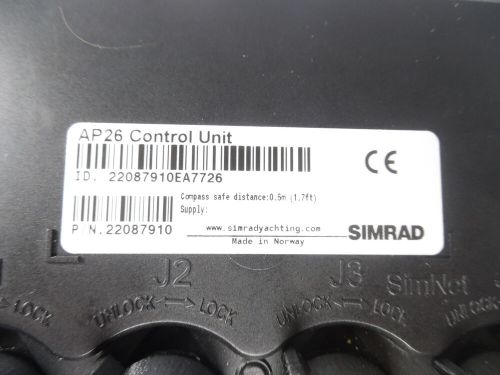 AP26 Control Unit
CE
ID. 22087910EA7726
Compass safe distance:0.5m (1.7ft)
Supply:
P N.22087910
www.simradyachting.com
SIMRAD
Made in Norway
J2
J3
SimNet
LOCK
UNLOCK LOCK
UNLOCK LOCK
UNLOCK